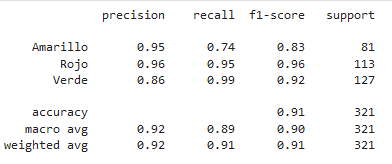 precision recall f1-score support
Amarillo 0.95 0.74 0.83 81
Rojo 0.96 0.95 0.96 113
Verde 0.86 0.99 0.92 127
accuracy 0.91 321
macro avg 0.92 0.89 0.90 321
weighted avg 0.92 0.91 0.91 321